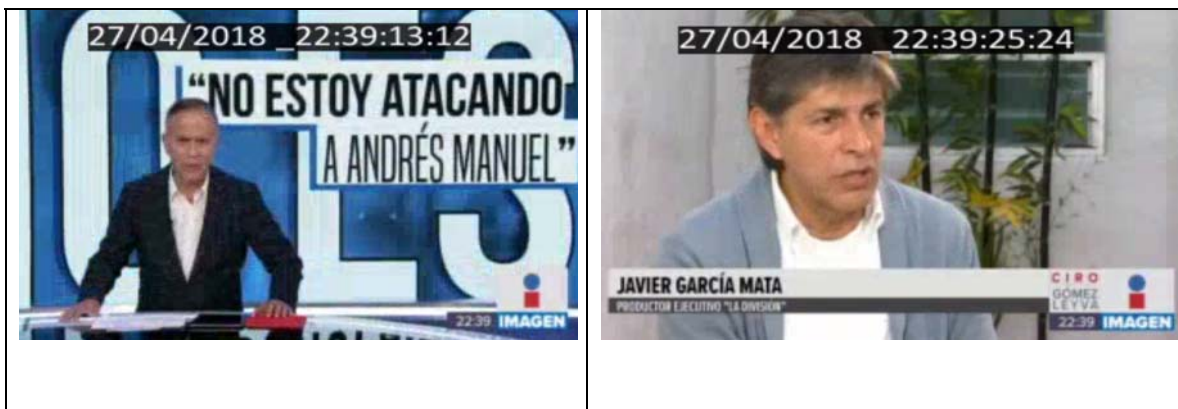 27/04/2018 _22:39:13:12
“NO ESTOY ATACANDO
A ANDRÉS MANUEL”
22:39 IMAGEN
27/04/2018 _22:39:25:24
JAVIER GARCÍA MATA
PRODUCTOR EJECUTIVO "LA DIVISIÓN"
CIRO
GÓMEZ
LEYVA
22:39 IMAGEN